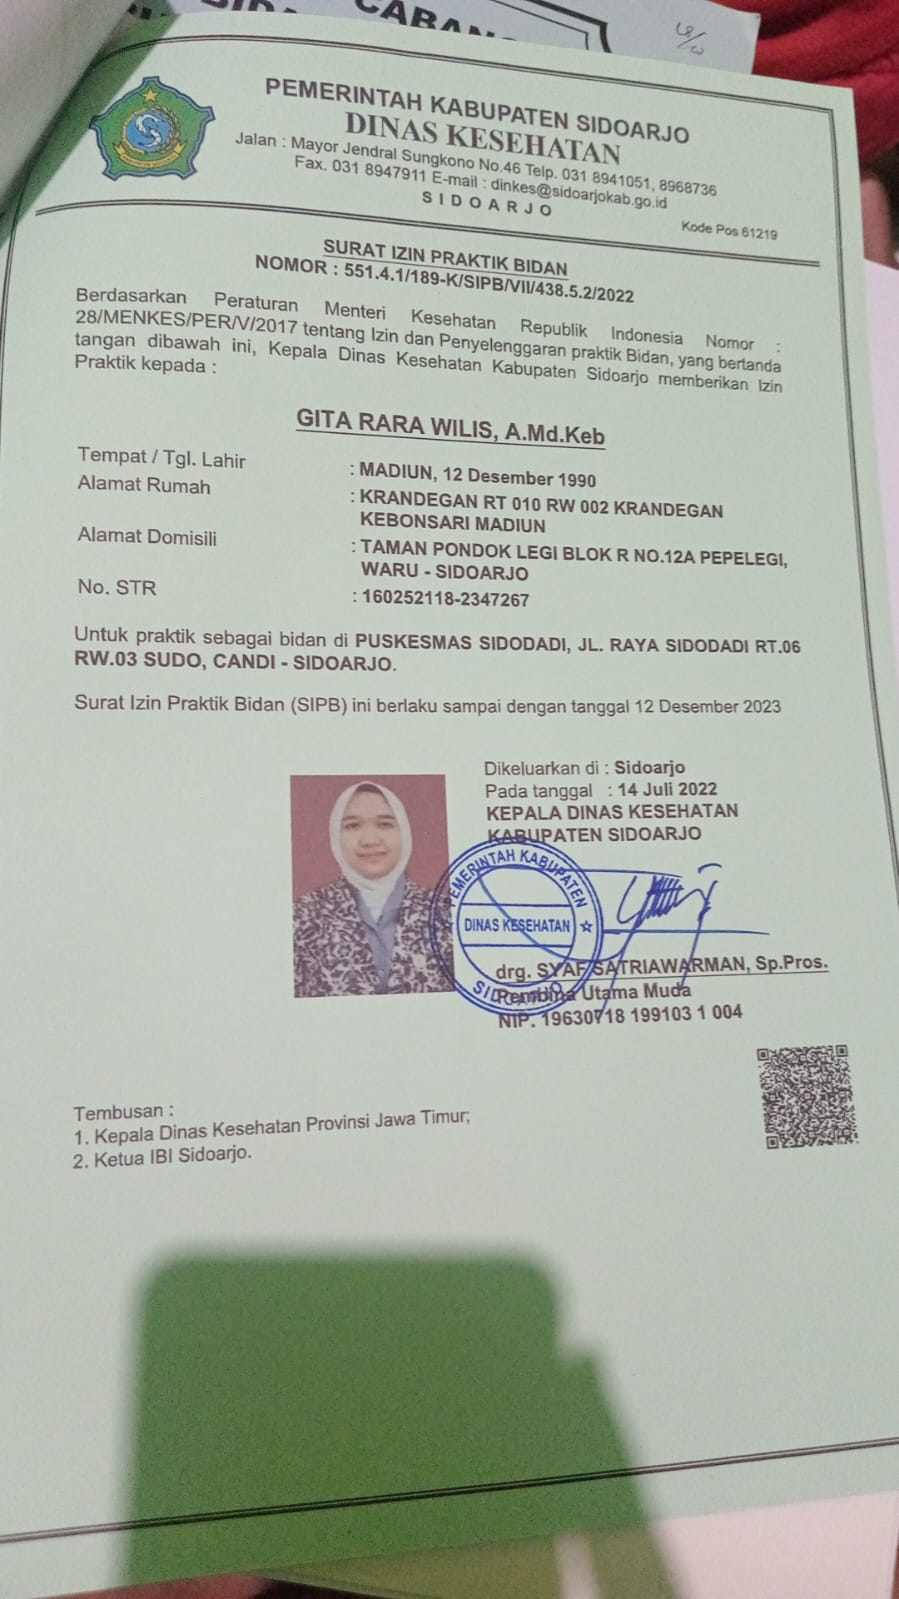 CABANG
PEMERINTAH KABUPATEN SIDOARJO
DINAS KESEHATAN
Jalan : Mayor Jendral Sungkono No.46 Telp. 031 8941051, 8968736
Fax. 031 8947911 E-mail : dinkes@sidoarjokab.go.id
SIDOARJO
Kode Pos 61219
SURAT IZIN PRAKTIK BIDAN
NOMOR : 551.4.1/189-K/SIPB/VII/438.5.2/2022
Berdasarkan Peraturan Menteri Kesehatan Republik Indonesia Nomor :
28/MENKES/PER/V/2017 tentang Izin dan Penyelenggaran praktik Bidan, yang bertanda
tangan dibawah ini, Kepala Dinas Kesehatan Kabupaten Sidoarjo memberikan Izin
Praktik kepada :
GITA RARA WILIS, A.Md.Keb
Tempat / Tgl. Lahir : MADIUN, 12 Desember 1990
Alamat Rumah : KRANDEGAN RT 010 RW 002 KRANDEGAN
KEBONSARI MADIUN
Alamat Domisili : TAMAN PONDOK LEGI BLOK R NO.12A PEPELEGI,
WARU - SIDOARJO
No. STR : 160252118-2347267
Untuk praktik sebagai bidan di PUSKESMAS SIDODADI, JL. RAYA SIDODADI RT.06
RW.03 SUDO, CANDI - SIDOARJO.
Surat Izin Praktik Bidan (SIPB) ini berlaku sampai dengan tanggal 12 Desember 2023
Dikeluarkan di : Sidoarjo
Pada tanggal : 14 Juli 2022
KEPALA DINAS KESEHATAN
KABUPATEN SIDOARJO
PEMERINTAH KABUPATEN
DINAS KESEHATAN
SIDOARJO
drg. SYAF SATRIAWARMAN, Sp.Pros.
Pembina Utama Muda
NIP. 19630718 199103 1 004
Tembusan :
1. Kepala Dinas Kesehatan Provinsi Jawa Timur;
2. Ketua IBI Sidoarjo.